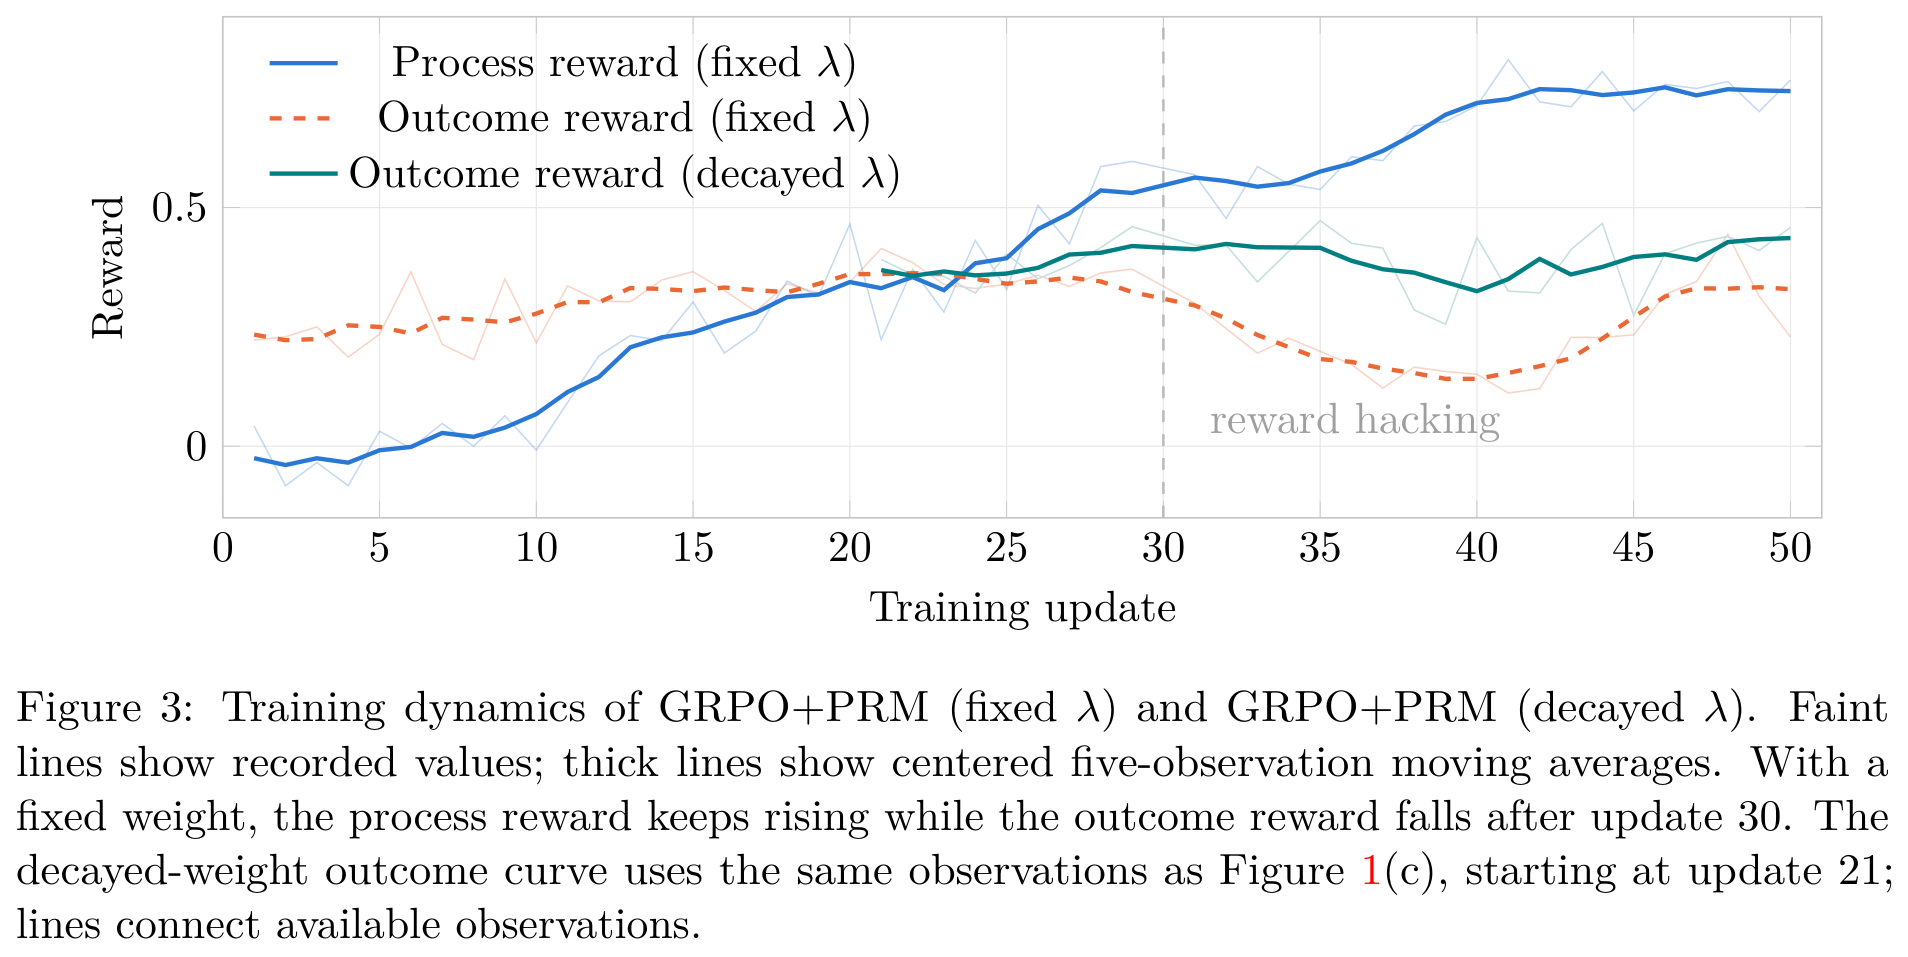 Process reward (fixed λ)
Outcome reward (fixed λ)
Outcome reward (decayed λ)
Reward
0.5
0
reward hacking
0 5 10 15 20 25 30 35 40 45 50
Training update
Figure 3: Training dynamics of GRPO+PRM (fixed λ) and GRPO+PRM (decayed λ). Faint
lines show recorded values; thick lines show centered five-observation moving averages. With a
fixed weight, the process reward keeps rising while the outcome reward falls after update 30. The
decayed-weight outcome curve uses the same observations as Figure 1(c), starting at update 21;
lines connect available observations.